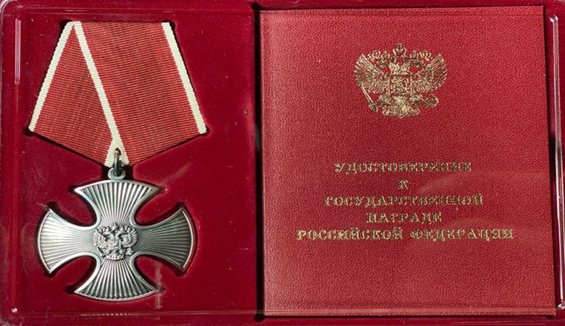 УДОСТОВЕРЕНИЕ
К
ГОСУДАРСТВЕННОЙ
НАГРАДЕ
РОССИЙСКОЙ ФЕДЕРАЦИИ